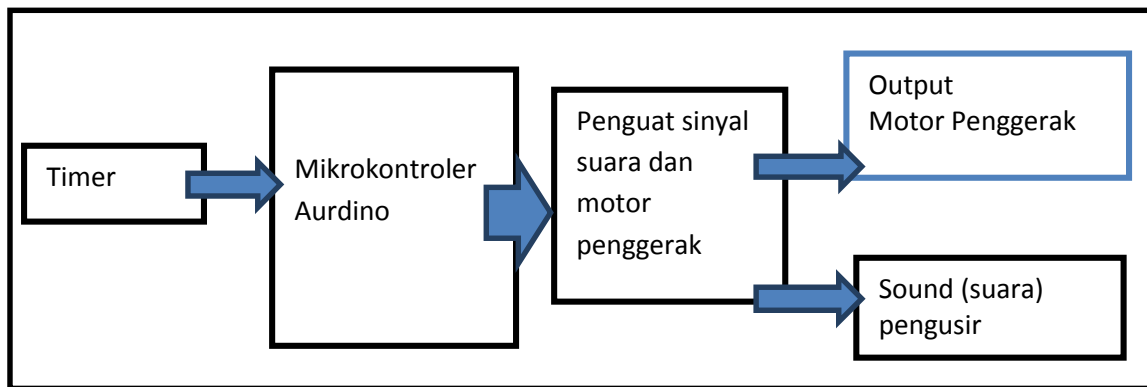 Timer
Mikrokontroler
Aurdino
Penguat sinyal
suara dan
motor
penggerak
Output
Motor Penggerak
Sound (suara)
pengusir